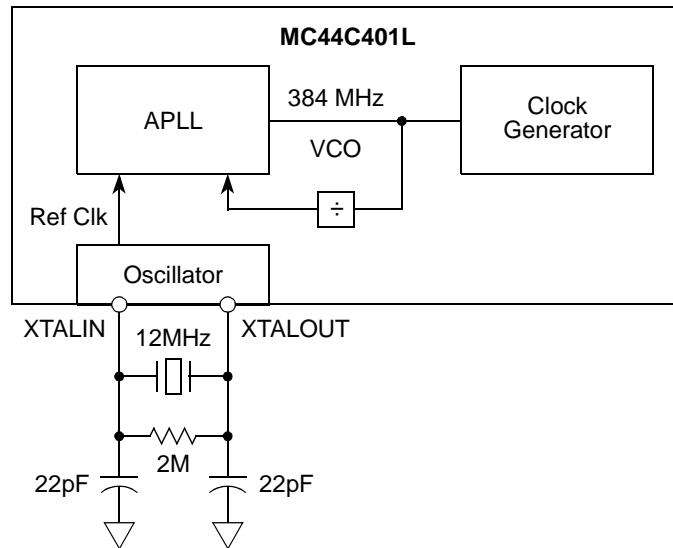 MC44C401L
APLL
384 MHz
VCO
Clock
Generator
÷
Ref Clk
Oscillator
XTALIN
12MHz
XTALOUT
2M
22pF
22pF